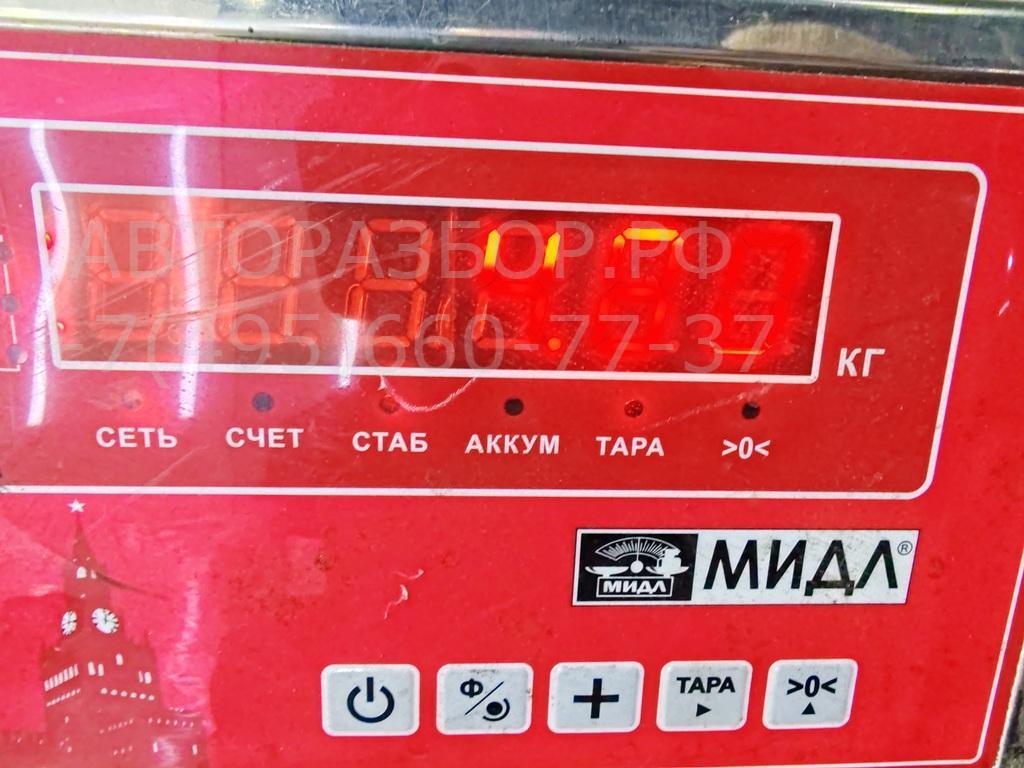 АВТОРАЗБОР.РФ
+7(495)660-77-37
КГ
СЕТЬ СЧЕТ СТАБ АККУМ ТАРА >0<
МИДЛ МИДЛ®
Ф ТАРА >0<